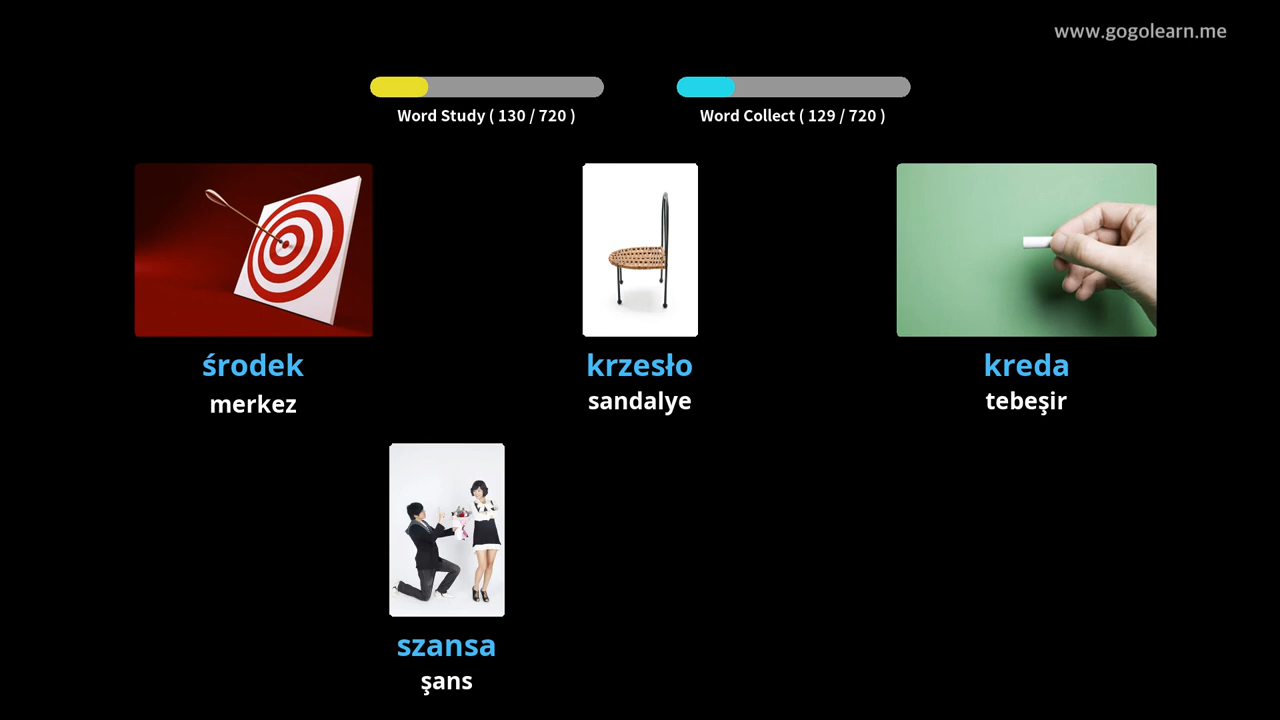 www.gogolearn.me
Word Study ( 130 / 720 )
Word Collect ( 129 / 720 )
środek
krzesło
kreda
merkez
sandalye
tebeşir
szansa
şans